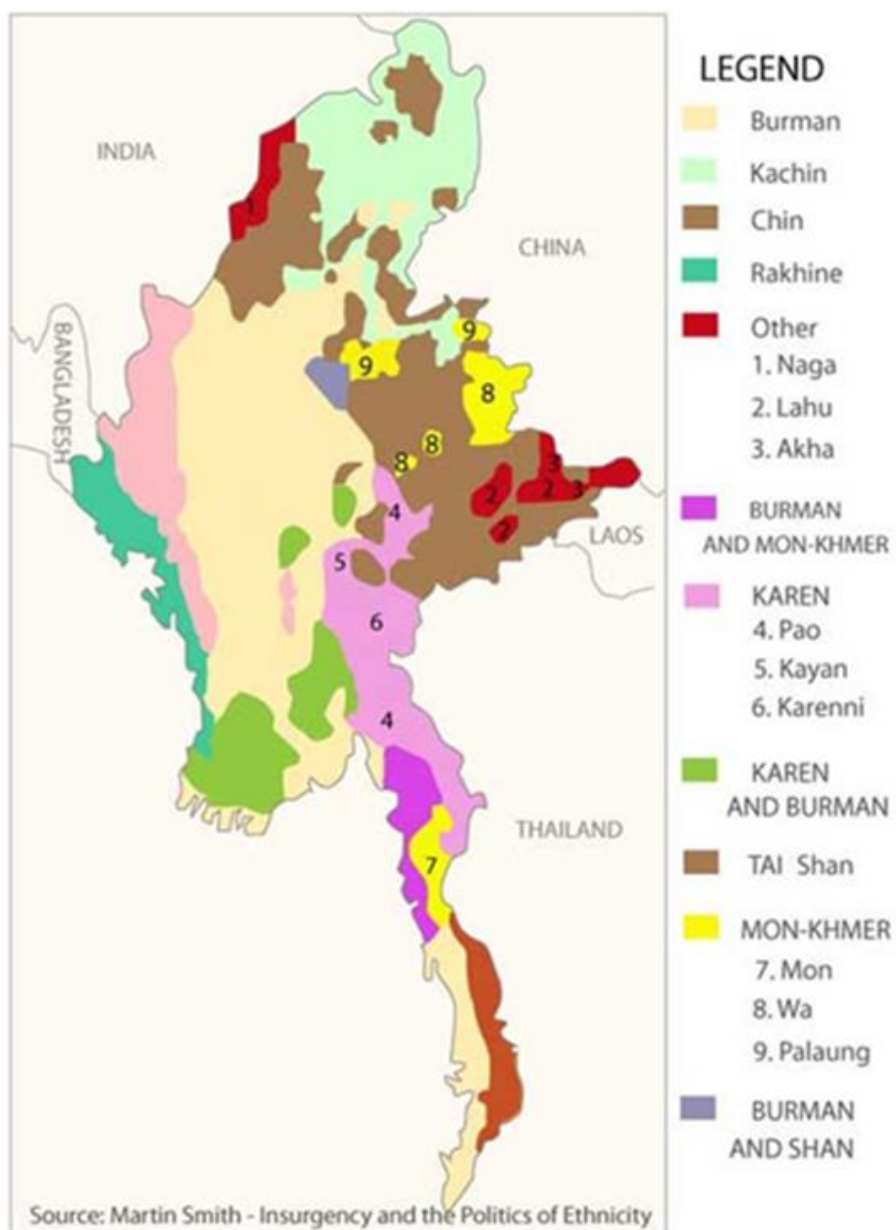 INDIA
CHINA
BANGLADESH
LAOS
THAILAND
1
9
9
8
8
8
3
2
2
3
2
4
5
6
4
7
Source: Martin Smith - Insurgency and the Politics of Ethnicity
LEGEND
Burman
Kachin
Chin
Rakhine
Other
1. Naga
2. Lahu
3. Akha
BURMAN
AND MON-KHMER
KAREN
4. Pao
5. Kayan
6. Karenni
KAREN
AND BURMAN
TAI Shan
MON-KHMER
7. Mon
8. Wa
9. Palaung
BURMAN
AND SHAN